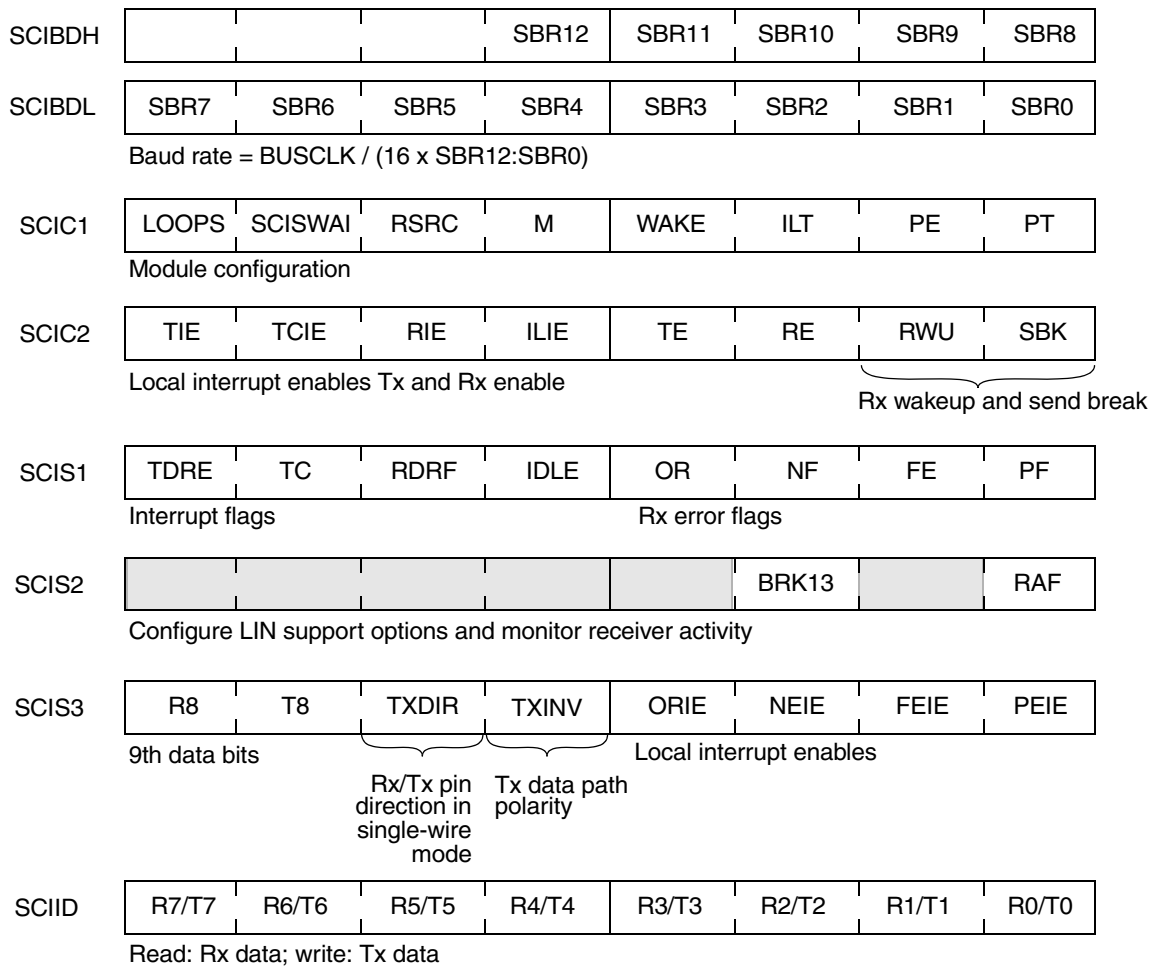 SCIBDH SBR12 SBR11 SBR10 SBR9 SBR8
SCIBDL SBR7 SBR6 SBR5 SBR4 SBR3 SBR2 SBR1 SBR0
Baud rate = BUSCLK / (16 x SBR12:SBR0)
SCIC1 LOOPS SCISWAI RSRC M WAKE ILT PE PT
Module configuration
SCIC2 TIE TCIE RIE ILIE TE RE RWU SBK
Local interrupt enables Tx and Rx enable
Rx wakeup and send break
SCIS1 TDRE TC RDRF IDLE OR NF FE PF
Interrupt flags Rx error flags
SCIS2 BRK13 RAF
Configure LIN support options and monitor receiver activity
SCIS3 R8 T8 TXDIR TXINV ORIE NEIE FEIE PEIE
9th data bits Local interrupt enables
Rx/Tx pin
direction in
single-wire
mode
Tx data path
polarity
SCIID R7/T7 R6/T6 R5/T5 R4/T4 R3/T3 R2/T2 R1/T1 R0/T0
Read: Rx data; write: Tx data